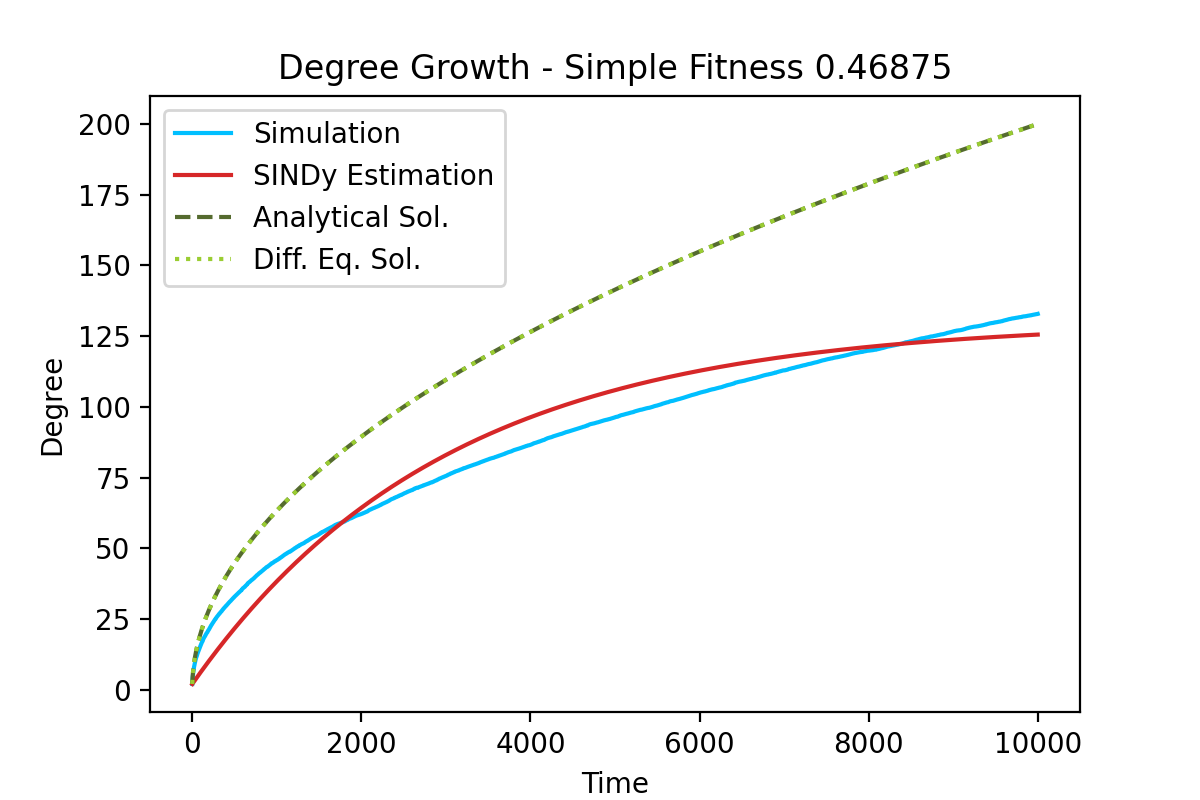 Degree Growth - Simple Fitness 0.46875
Simulation
SINDy Estimation
Analytical Sol.
Diff. Eq. Sol.
200
175
150
125
100
75
50
25
0
Degree
0 2000 4000 6000 8000 10000
Time